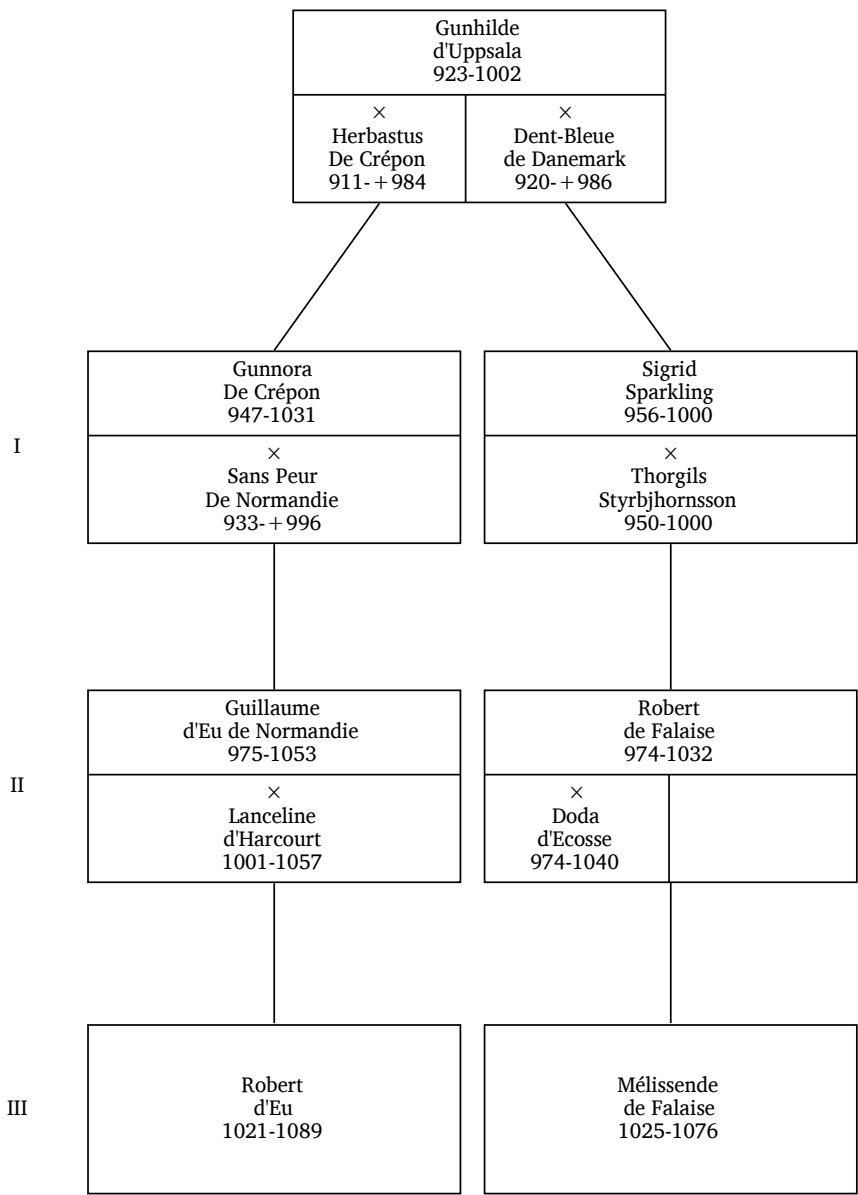 Gunhilde
d'Uppsala
923-1002
×
Herbastus
De Crépon
911-+984
×
Dent-Bleue
de Danemark
920-+986
I
Gunnora
De Crépon
947-1031
×
Sans Peur
De Normandie
933-+996
Sigrid
Sparkling
956-1000
×
Thorgils
Styrbjhornsson
950-1000
II
Guillaume
d'Eu de Normandie
975-1053
×
Lanceline
d'Harcourt
1001-1057
Robert
de Falaise
974-1032
×
Doda
d'Ecosse
974-1040
III
Robert
d'Eu
1021-1089
Mélissende
de Falaise
1025-1076